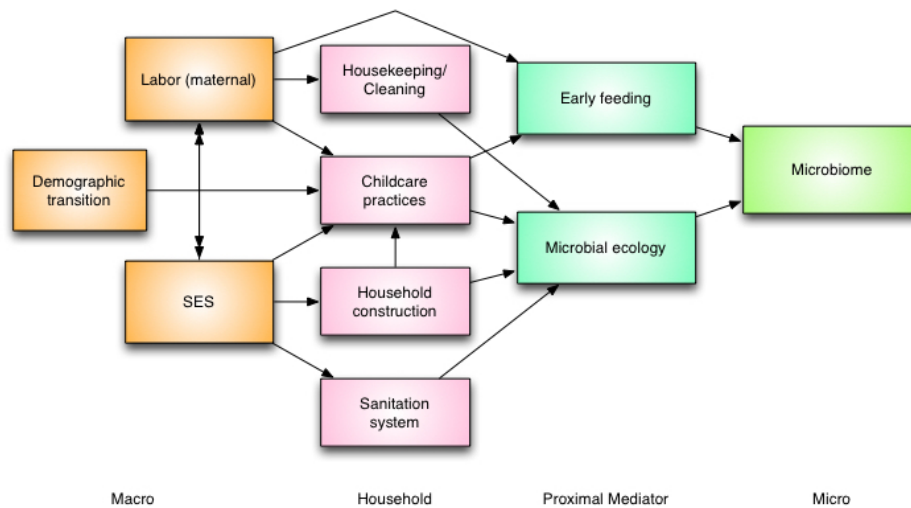 Labor (maternal)
Housekeeping/
Cleaning
Early feeding
Demographic
transition
Childcare
practices
Microbiome
SES
Household
construction
Microbial ecology
Sanitation
system
Macro
Household
Proximal Mediator
Micro